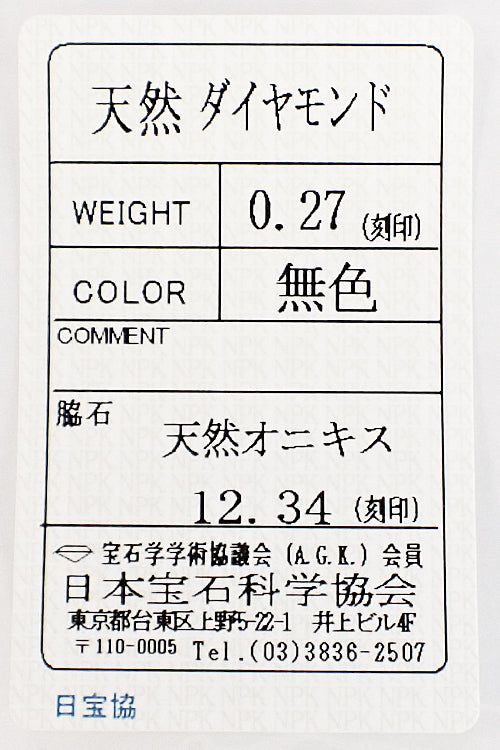 天然 ダイヤモンド
WEIGHT 0.27 (刻印)
COLOR 無色
COMMENT
脇石
天然オニキス
12.34 (刻印)
宝石学学術協議会 (A.G.K.) 会員
日本宝石科学協会
東京都台東区上野5-22-1 井上ビル4F
〒110-0005 Tel.(03)3836-2507
日宝協